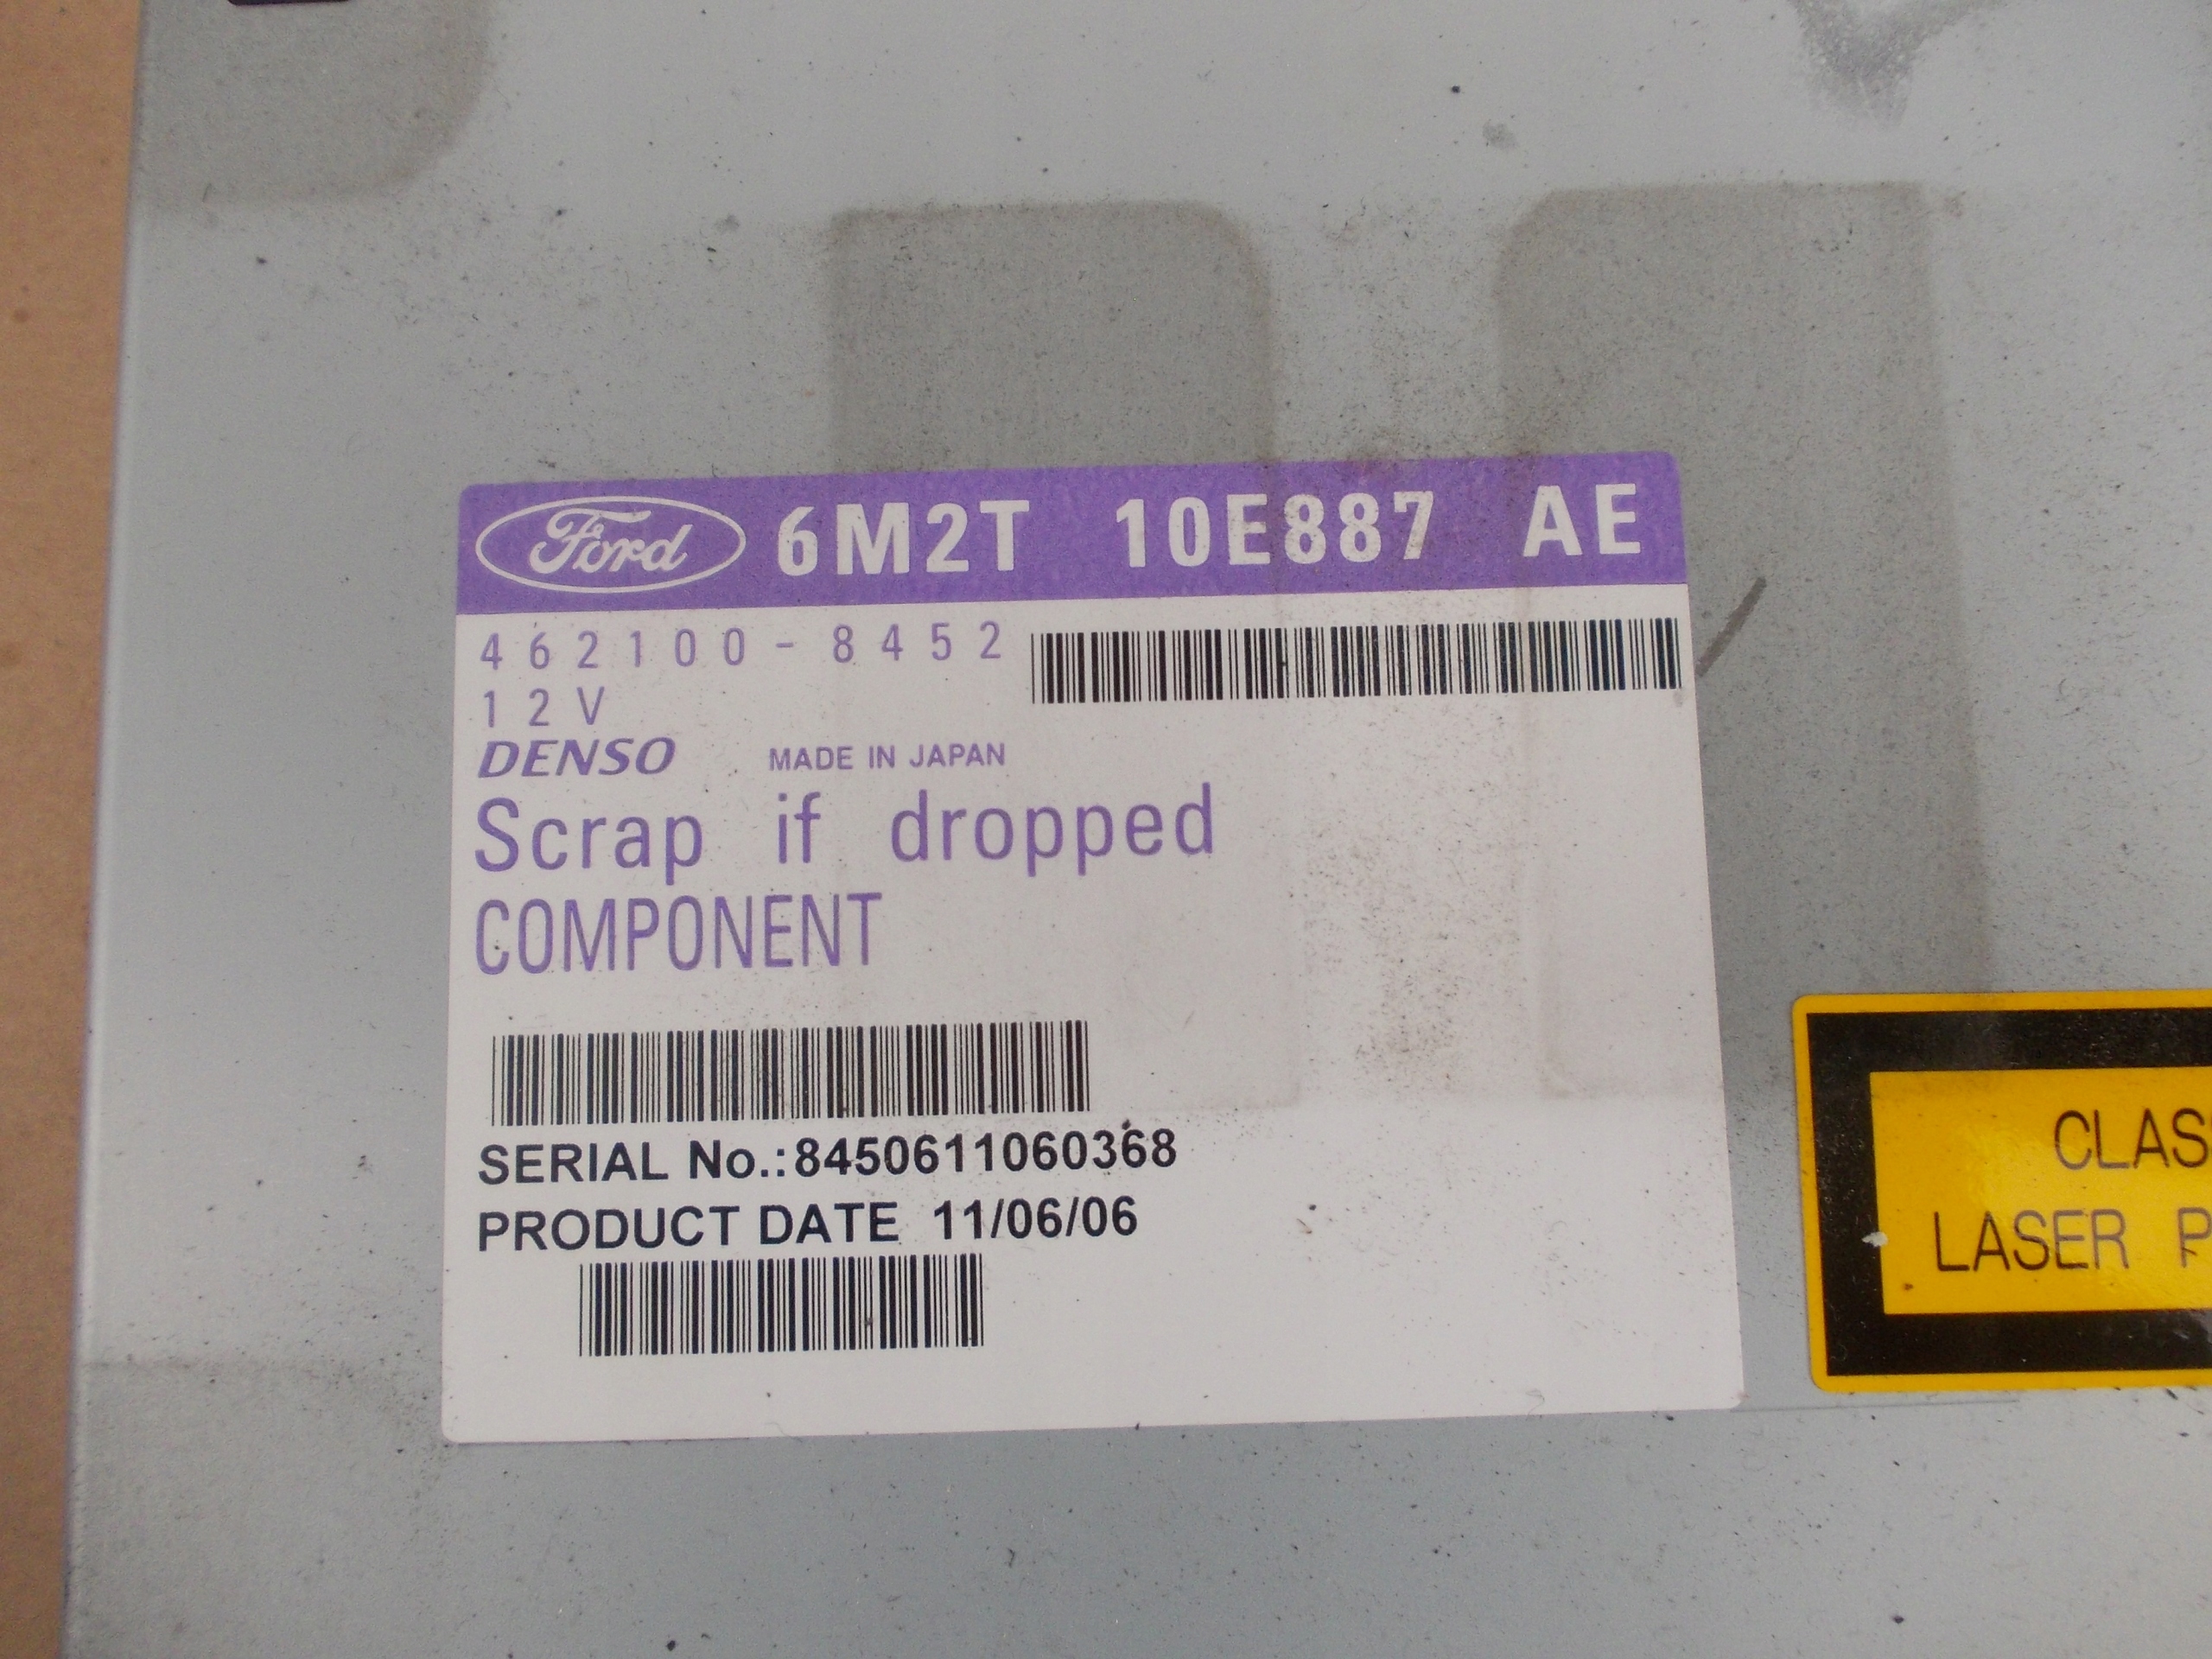 Ford 6M2T 10E887 AE
462100-8452
12V
DENSO MADE IN JAPAN
Scrap if dropped
COMPONENT
SERIAL No.:8450611060368
PRODUCT DATE 11/06/06
CLAS
LASER P